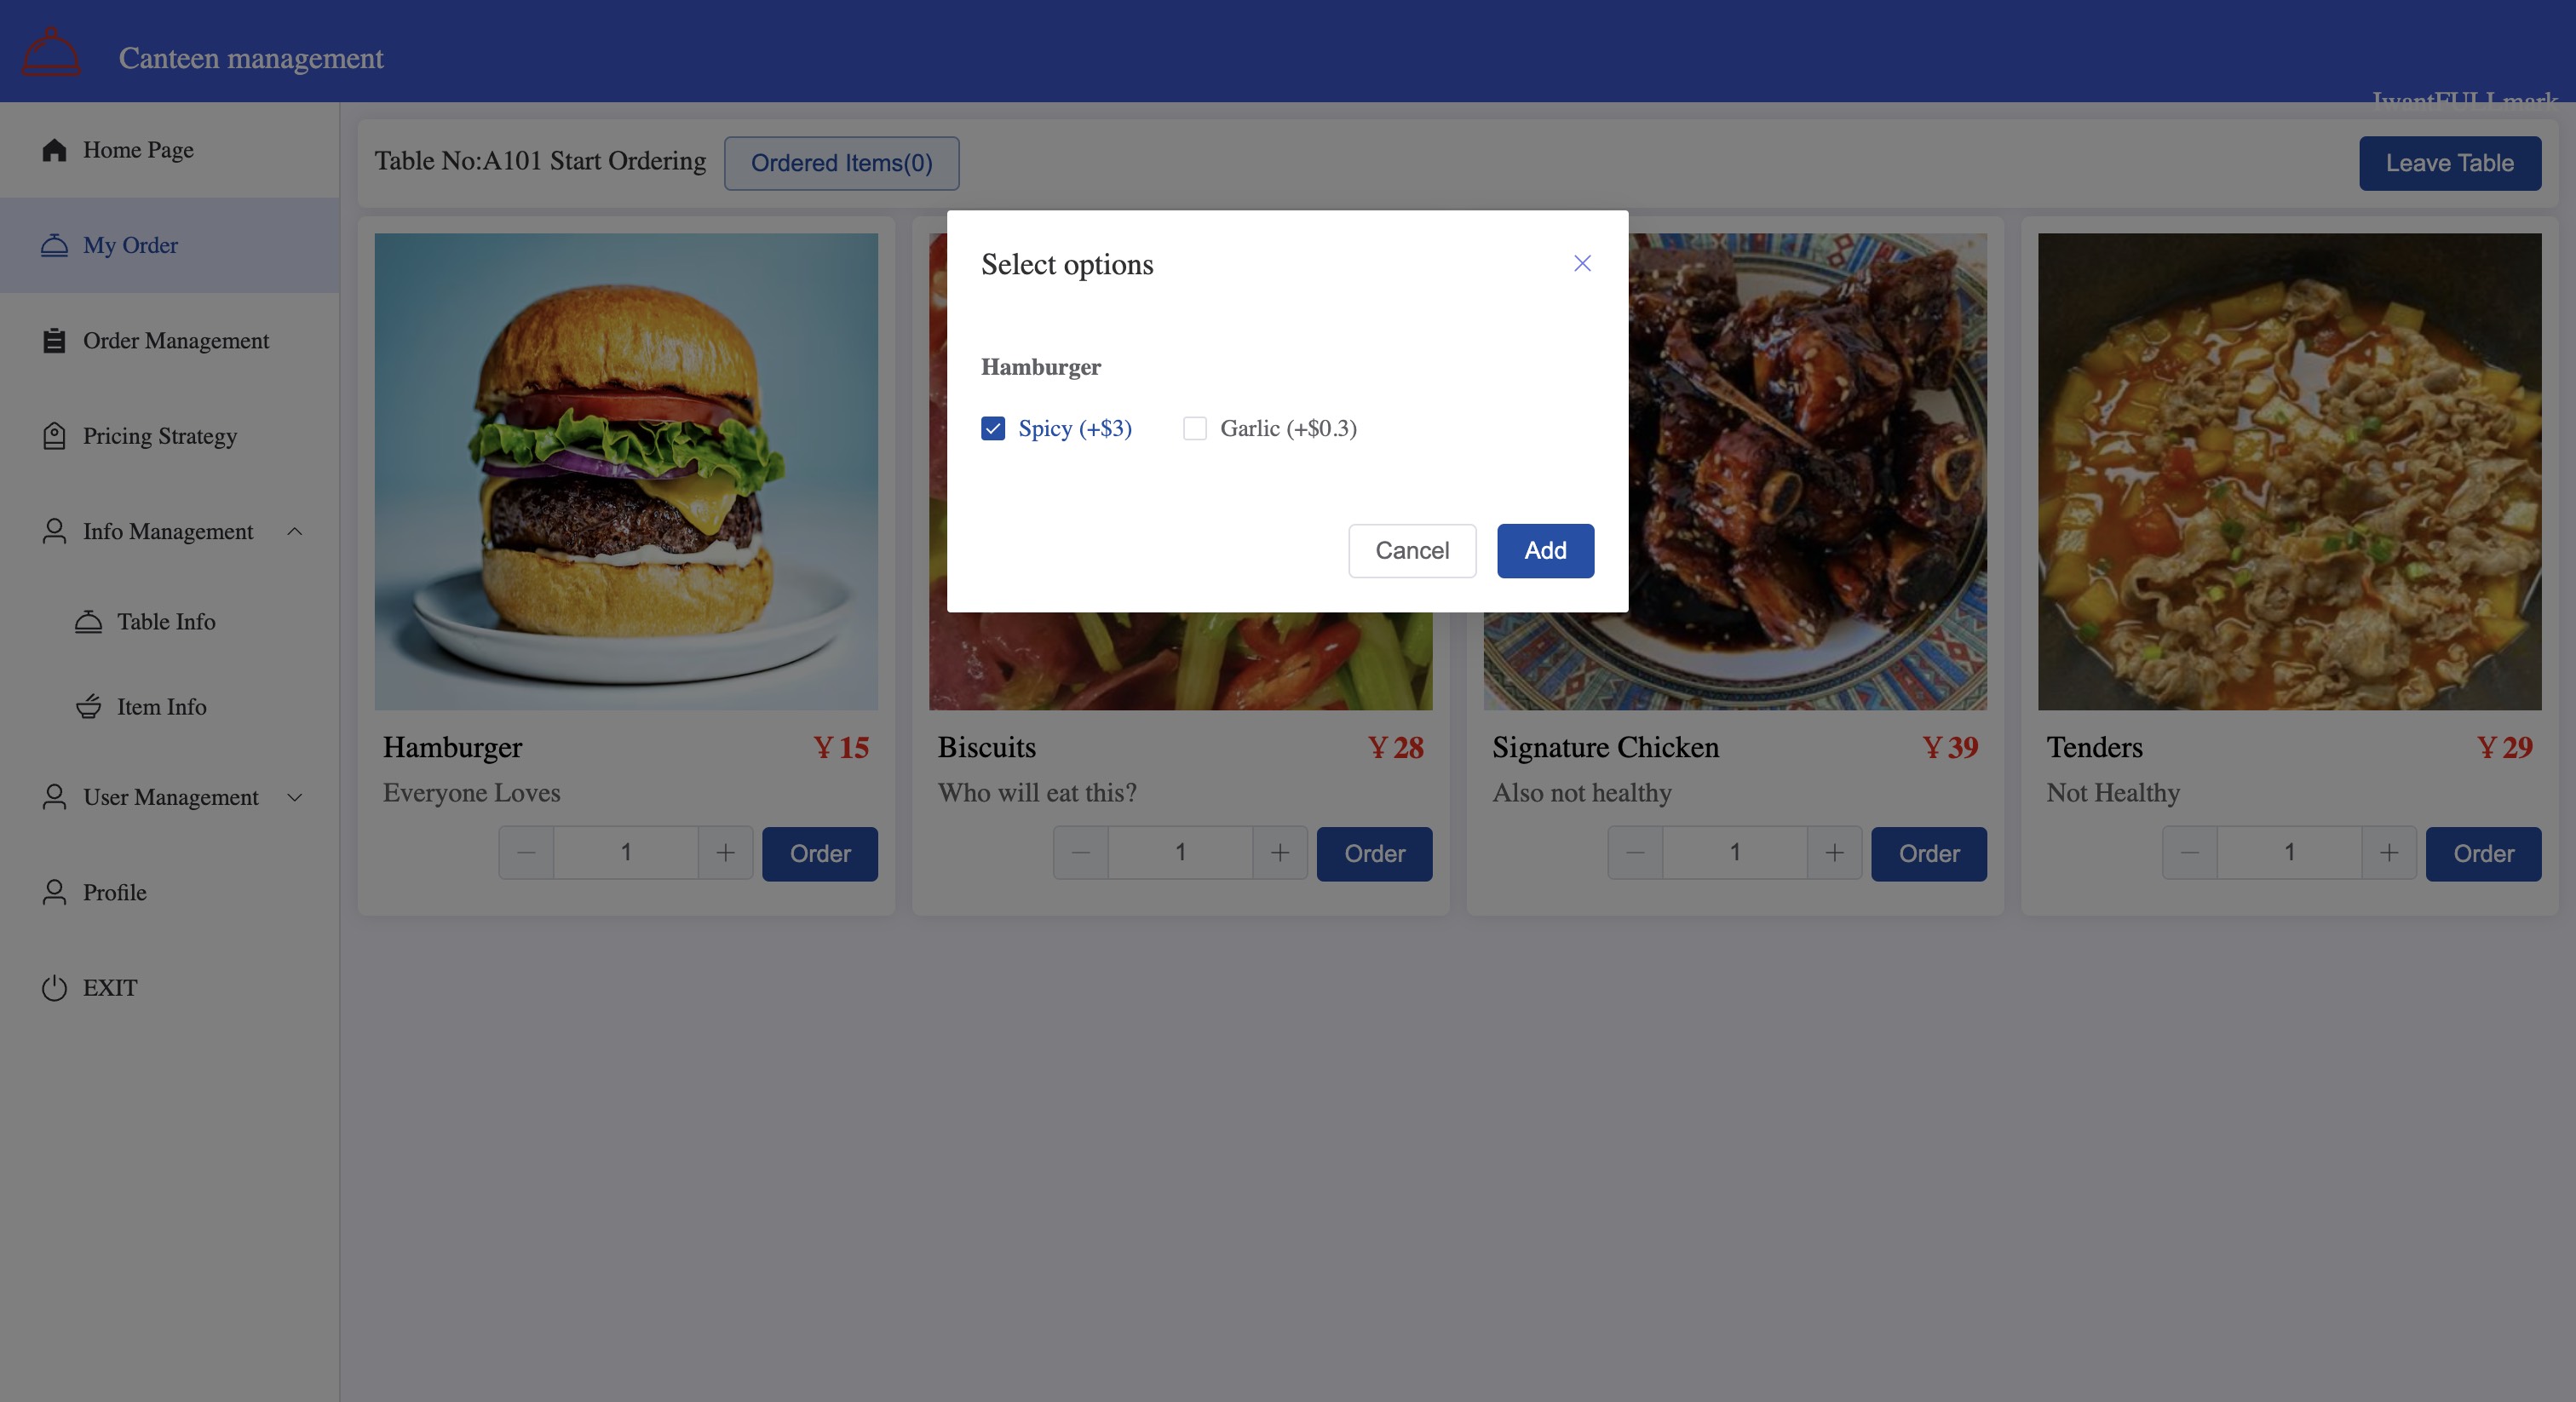 Canteen management
IwantFULLmark
Home Page
My Order
Order Management
Pricing Strategy
Info Management
Table Info
Item Info
User Management
Profile
EXIT
Table No:A101 Start Ordering
Ordered Items(0)
Leave Table
Select options
Hamburger
Spicy (+$3)
Garlic (+$0.3)
Cancel
Add
Hamburger
¥15
Everyone Loves
1
Order
Biscuits
¥28
Who will eat this?
1
Order
Signature Chicken
¥39
Also not healthy
1
Order
Tenders
¥29
Not Healthy
1
Order